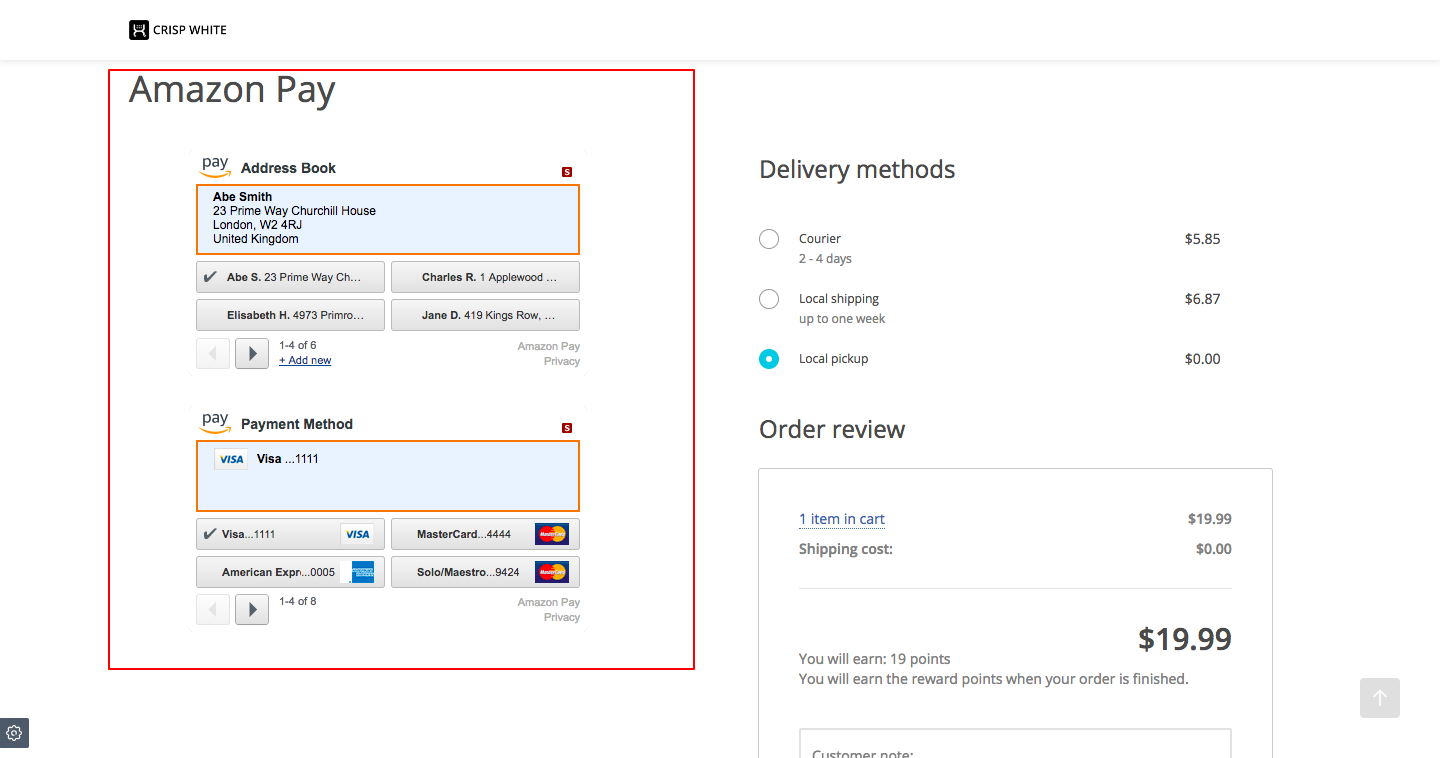 CRISP WHITE
Amazon Pay
pay Address Book S
Abe Smith
23 Prime Way Churchill House
London, W2 4RJ
United Kingdom
Abe S. 23 Prime Way Ch...
Charles R. 1 Applewood ...
Elisabeth H. 4973 Primro...
Jane D. 419 Kings Row, ...
1-4 of 6
+ Add new
Amazon Pay
Privacy
pay Payment Method S
VISA Visa ...1111
Visa...1111 VISA
MasterCard...4444 MasterCard
American Expr...0005
Solo/Maestro...9424 MasterCard
1-4 of 8
Amazon Pay
Privacy
Delivery methods
Courier $5.85
2 - 4 days
Local shipping $6.87
up to one week
Local pickup $0.00
Order review
1 item in cart $19.99
Shipping cost: $0.00
$19.99
You will earn: 19 points
You will earn the reward points when your order is finished.
Customer note: